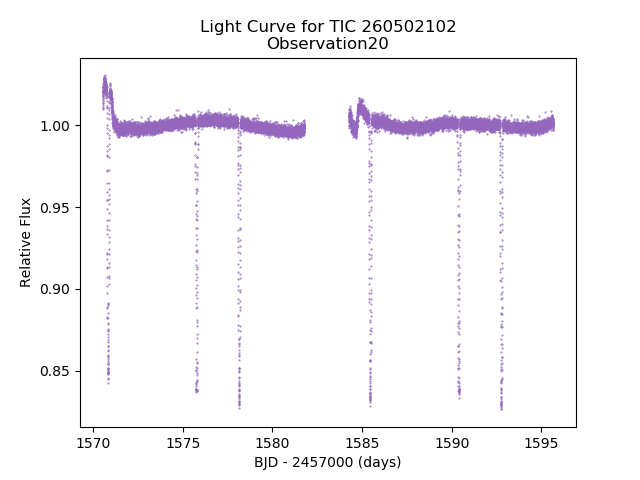 Light Curve for TIC 260502102
Observation20
1.00
0.95
0.90
0.85
Relative Flux
1570
1575
1580
1585
1590
1595
BJD - 2457000 (days)